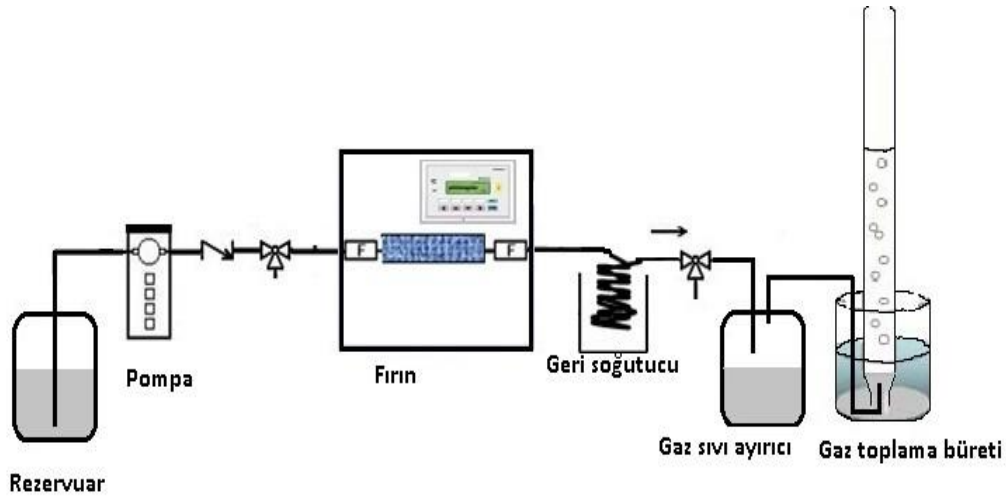 F
F
Pompa
Fırın
Geri soğutucu
Gaz sıvı ayırıcı
Gaz toplama büreti
Rezervuar